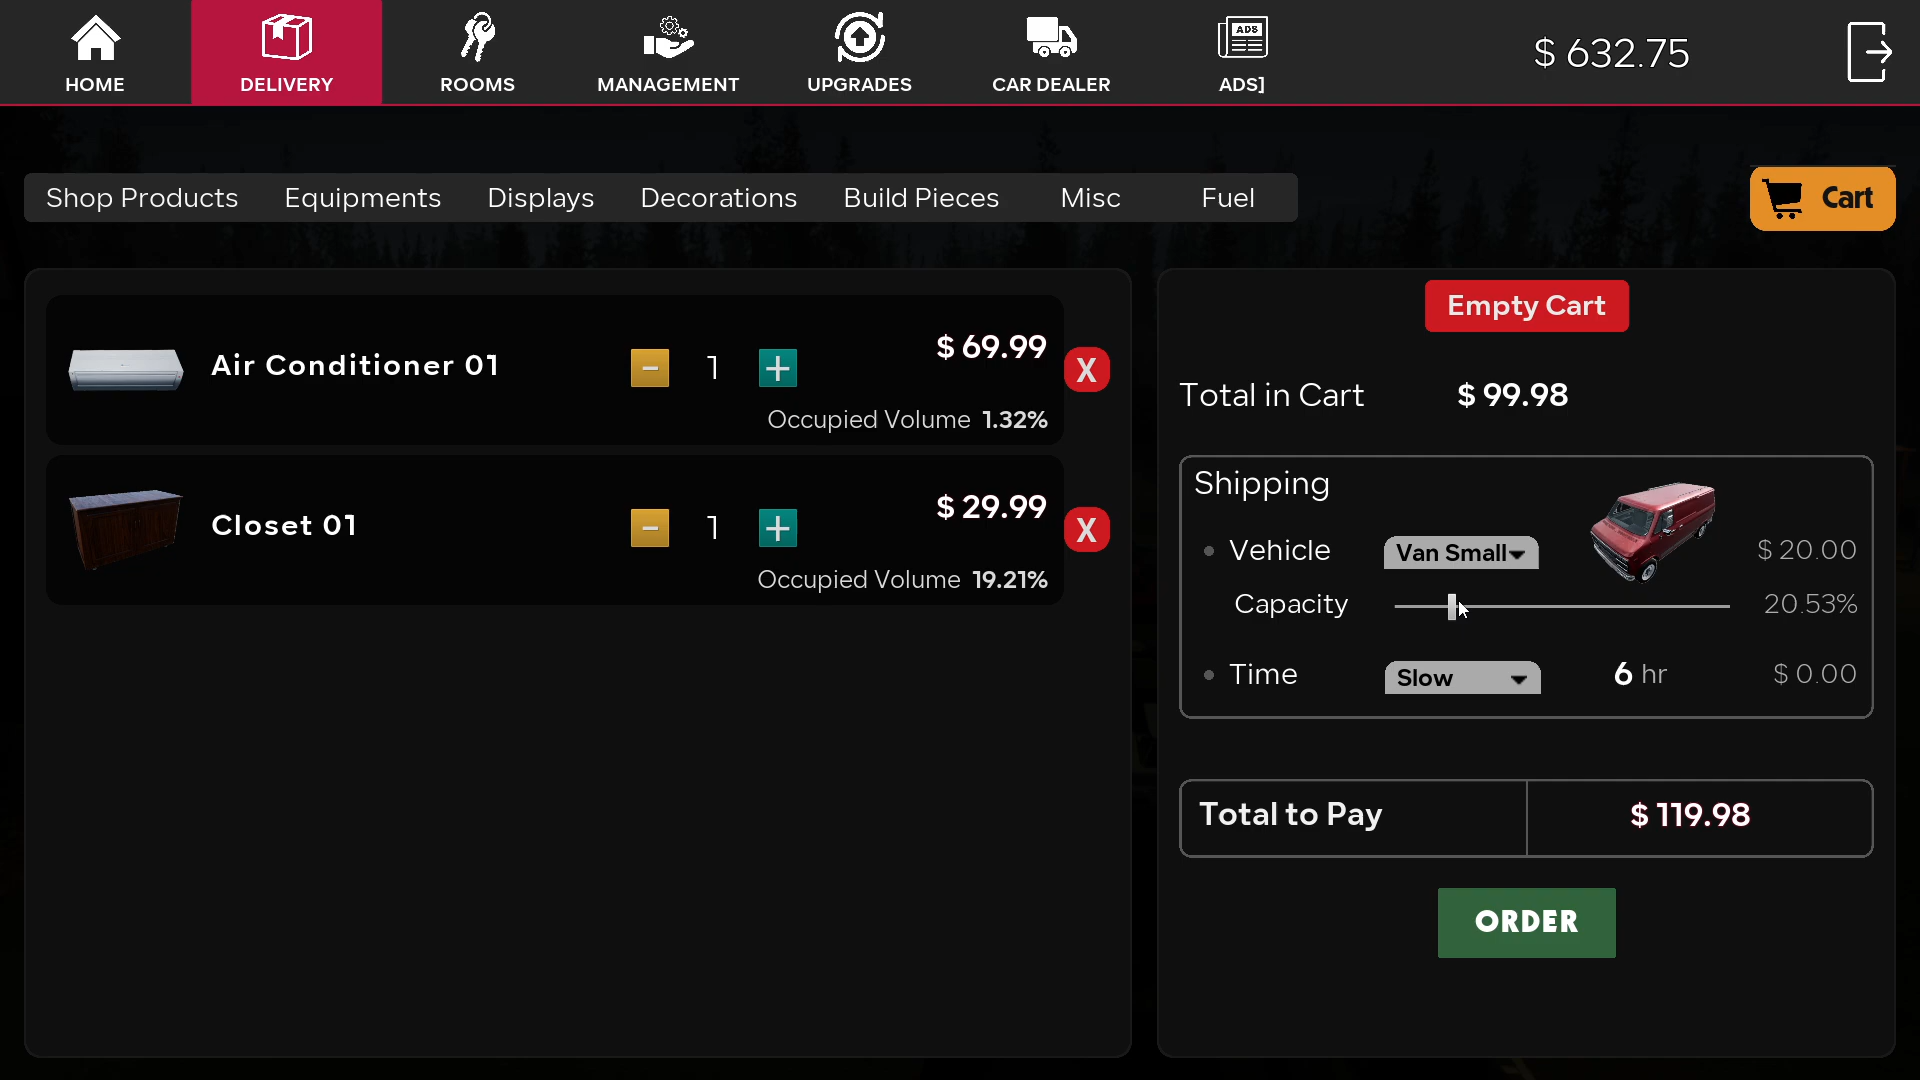 HOME
DELIVERY
ROOMS
MANAGEMENT
UPGRADES
CAR DEALER
ADS
ADS]
$ 632.75
Shop Products
Equipments
Displays
Decorations
Build Pieces
Misc
Fuel
Cart
Air Conditioner 01
-
1
+
$ 69.99
X
Occupied Volume 1.32%
Closet 01
-
1
+
$ 29.99
X
Occupied Volume 19.21%
Empty Cart
Total in Cart $ 99.98
Shipping
• Vehicle Van Small $ 20.00
Capacity 20.53%
• Time Slow 6 hr $ 0.00
Total to Pay $ 119.98
ORDER